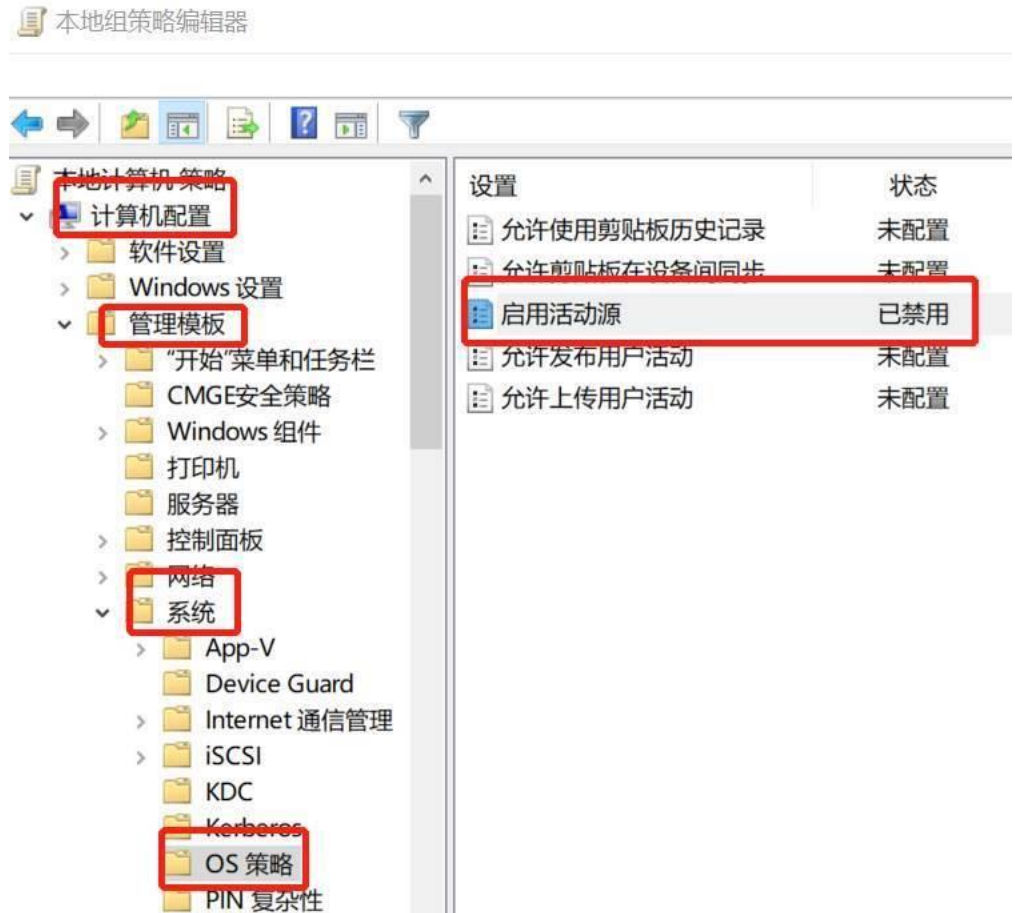 本地组策略编辑器
本地计算机 策略
计算机配置
软件设置
Windows 设置
管理模板
“开始”菜单和任务栏
CMGE安全策略
Windows 组件
打印机
服务器
控制面板
网络
系统
App-V
Device Guard
Internet 通信管理
iSCSI
KDC
Kerberos
OS 策略
PIN 复杂性
设置 状态
允许使用剪贴板历史记录 未配置
允许剪贴板在设备间同步 未配置
启用活动源 已禁用
允许发布用户活动 未配置
允许上传用户活动 未配置